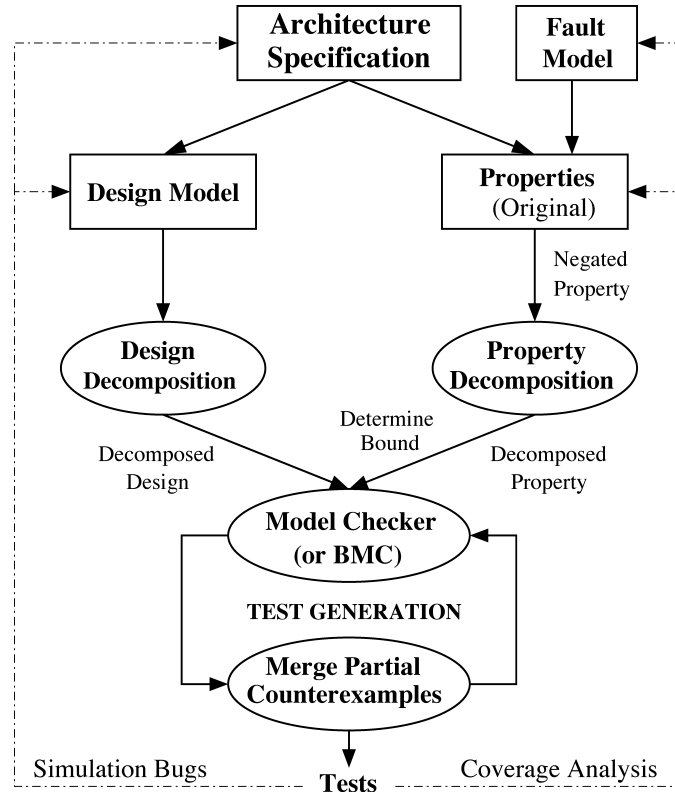 Architecture
Specification
Fault
Model
Design Model
Properties
(Original)
Negated
Property
Design
Decomposition
Property
Decomposition
Determine
Bound
Decomposed
Design
Decomposed
Property
Model Checker
(or BMC)
TEST GENERATION
Merge Partial
Counterexamples
Simulation Bugs
Coverage Analysis
Tests